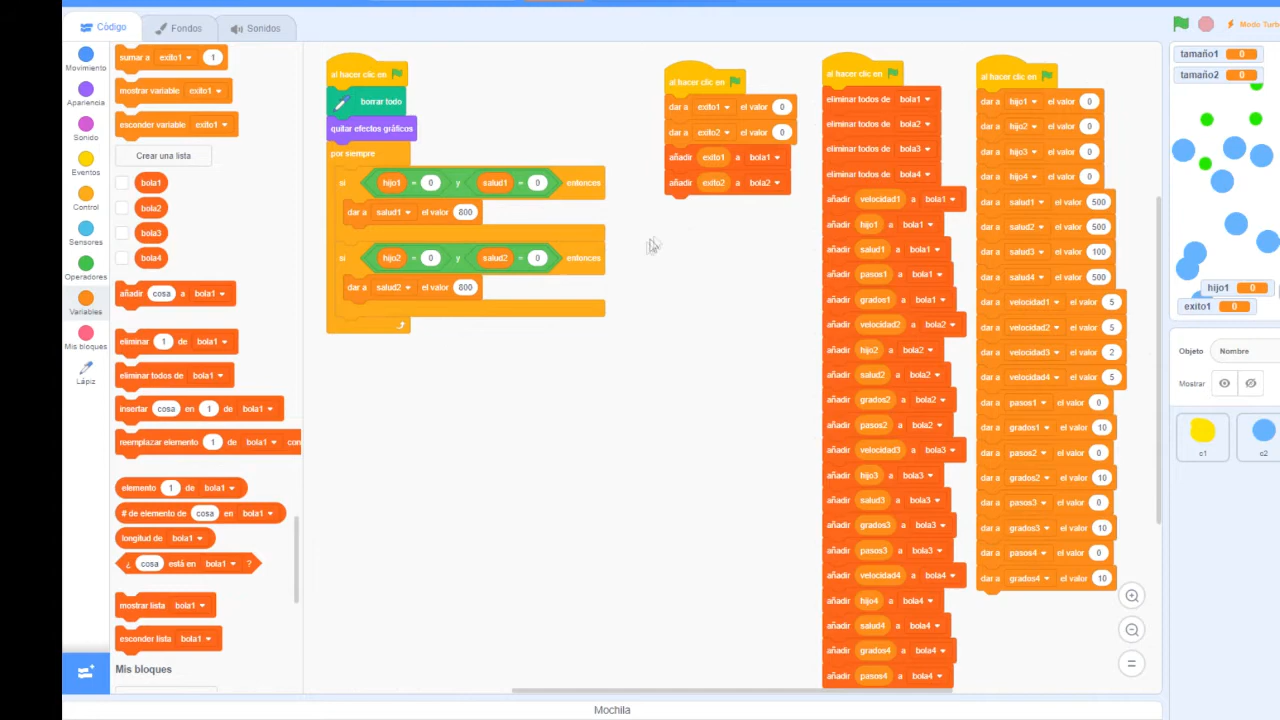 Código
Fondos
Sonidos
Modo Turbo
Movimiento
Apariencia
Sonido
Eventos
Control
Sensores
Operadores
Variables
Mis bloques
Lápiz
sumar a exito1 1
mostrar variable exito1
esconder variable exito1
Crear una lista
bola1
bola2
bola3
bola4
añadir cosa a bola1
eliminar 1 de bola1
eliminar todos de bola1
insertar cosa en 1 de bola1
reemplazar elemento 1 de bola1 con
elemento 1 de bola1
# de elemento de cosa en bola1
longitud de bola1
¿ cosa está en bola1 ?
mostrar lista bola1
esconder lista bola1
Mis bloques
al hacer clic en
borrar todo
quitar efectos gráficos
por siempre
si hijo1 = 0 y salud1 = 0 entonces
dar a salud1 el valor 800
si hijo2 = 0 y salud2 = 0 entonces
dar a salud2 el valor 800
al hacer clic en
dar a exito1 el valor 0
dar a exito2 el valor 0
añadir exito1 a bola1
añadir exito2 a bola2
al hacer clic en
eliminar todos de bola1
eliminar todos de bola2
eliminar todos de bola3
eliminar todos de bola4
añadir velocidad1 a bola1
añadir hijo1 a bola1
añadir salud1 a bola1
añadir pasos1 a bola1
añadir grados1 a bola1
añadir velocidad2 a bola2
añadir hijo2 a bola2
añadir salud2 a bola2
añadir grados2 a bola2
añadir pasos2 a bola2
añadir velocidad3 a bola3
añadir hijo3 a bola3
añadir salud3 a bola3
añadir grados3 a bola3
añadir pasos3 a bola3
añadir velocidad4 a bola4
añadir hijo4 a bola4
añadir salud4 a bola4
añadir grados4 a bola4
añadir pasos4 a bola4
al hacer clic en
dar a hijo1 el valor 0
dar a hijo2 el valor 0
dar a hijo3 el valor 0
dar a hijo4 el valor 0
dar a salud1 el valor 500
dar a salud2 el valor 500
dar a salud3 el valor 100
dar a salud4 el valor 500
dar a velocidad1 el valor 5
dar a velocidad2 el valor 5
dar a velocidad3 el valor 2
dar a velocidad4 el valor 5
dar a pasos1 el valor 0
dar a grados1 el valor 10
dar a pasos2 el valor 0
dar a grados2 el valor 10
dar a pasos3 el valor 0
dar a grados3 el valor 10
dar a pasos4 el valor 0
dar a grados4 el valor 10
tamaño1 0
tamaño2 0
hijo1 0
exito1 0
Objeto Nombre
Mostrar
c1
c2
Mochila